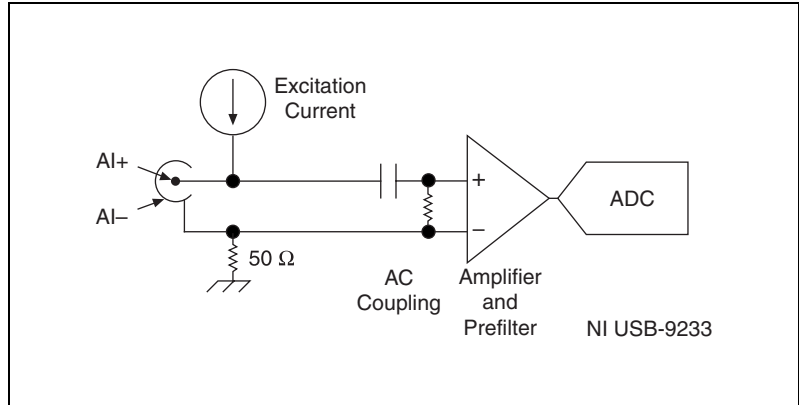 Excitation
Current
AI+
AI–
+
–
ADC
50 Ω
AC
Coupling
Amplifier
and
Prefilter
NI USB-9233